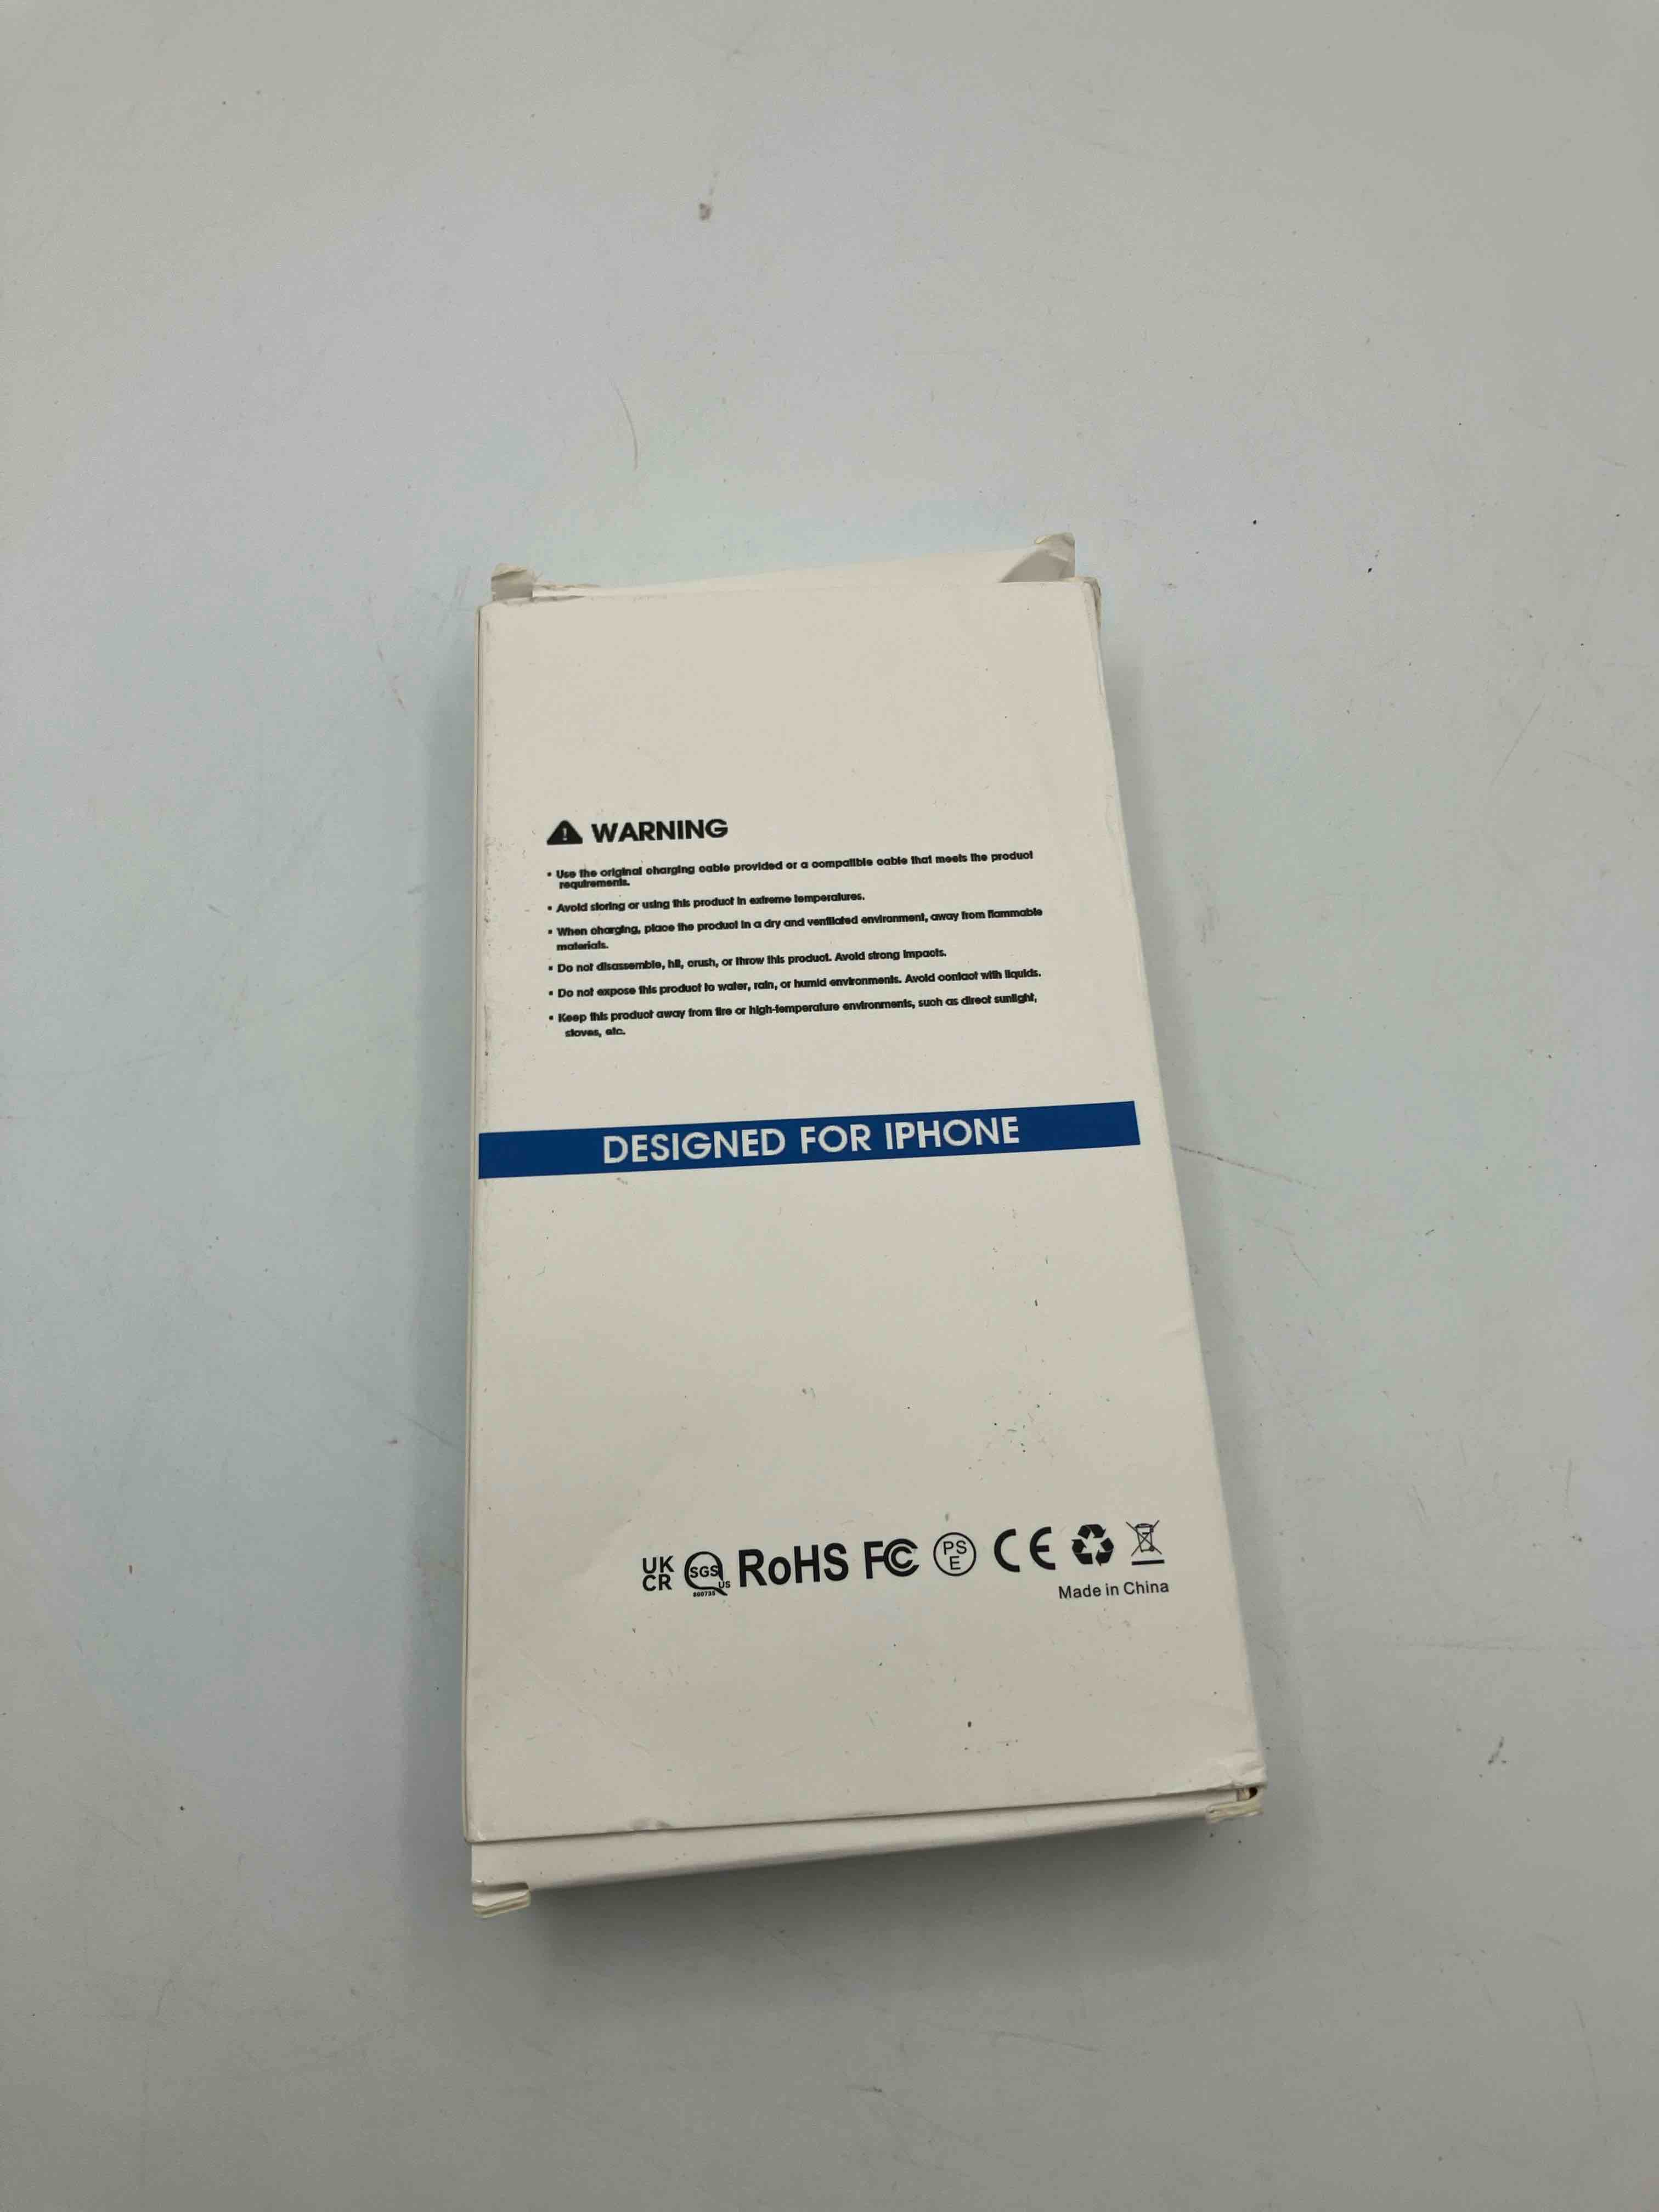 WARNING
• Use the original charging cable provided or a compatible cable that meets the product
requirements.
• Avoid storing or using this product in extreme temperatures.
• When charging, place the product in a dry and ventilated environment, away from flammable
materials.
• Do not disassemble, hit, crush, or throw this product. Avoid strong impacts.
• Do not expose this product to water, rain, or humid environments. Avoid contact with liquids.
• Keep this product away from fire or high-temperature environments, such as direct sunlight,
stoves, etc.
DESIGNED FOR IPHONE
UK CR SGS US RoHS FC PS E CE
Made in China